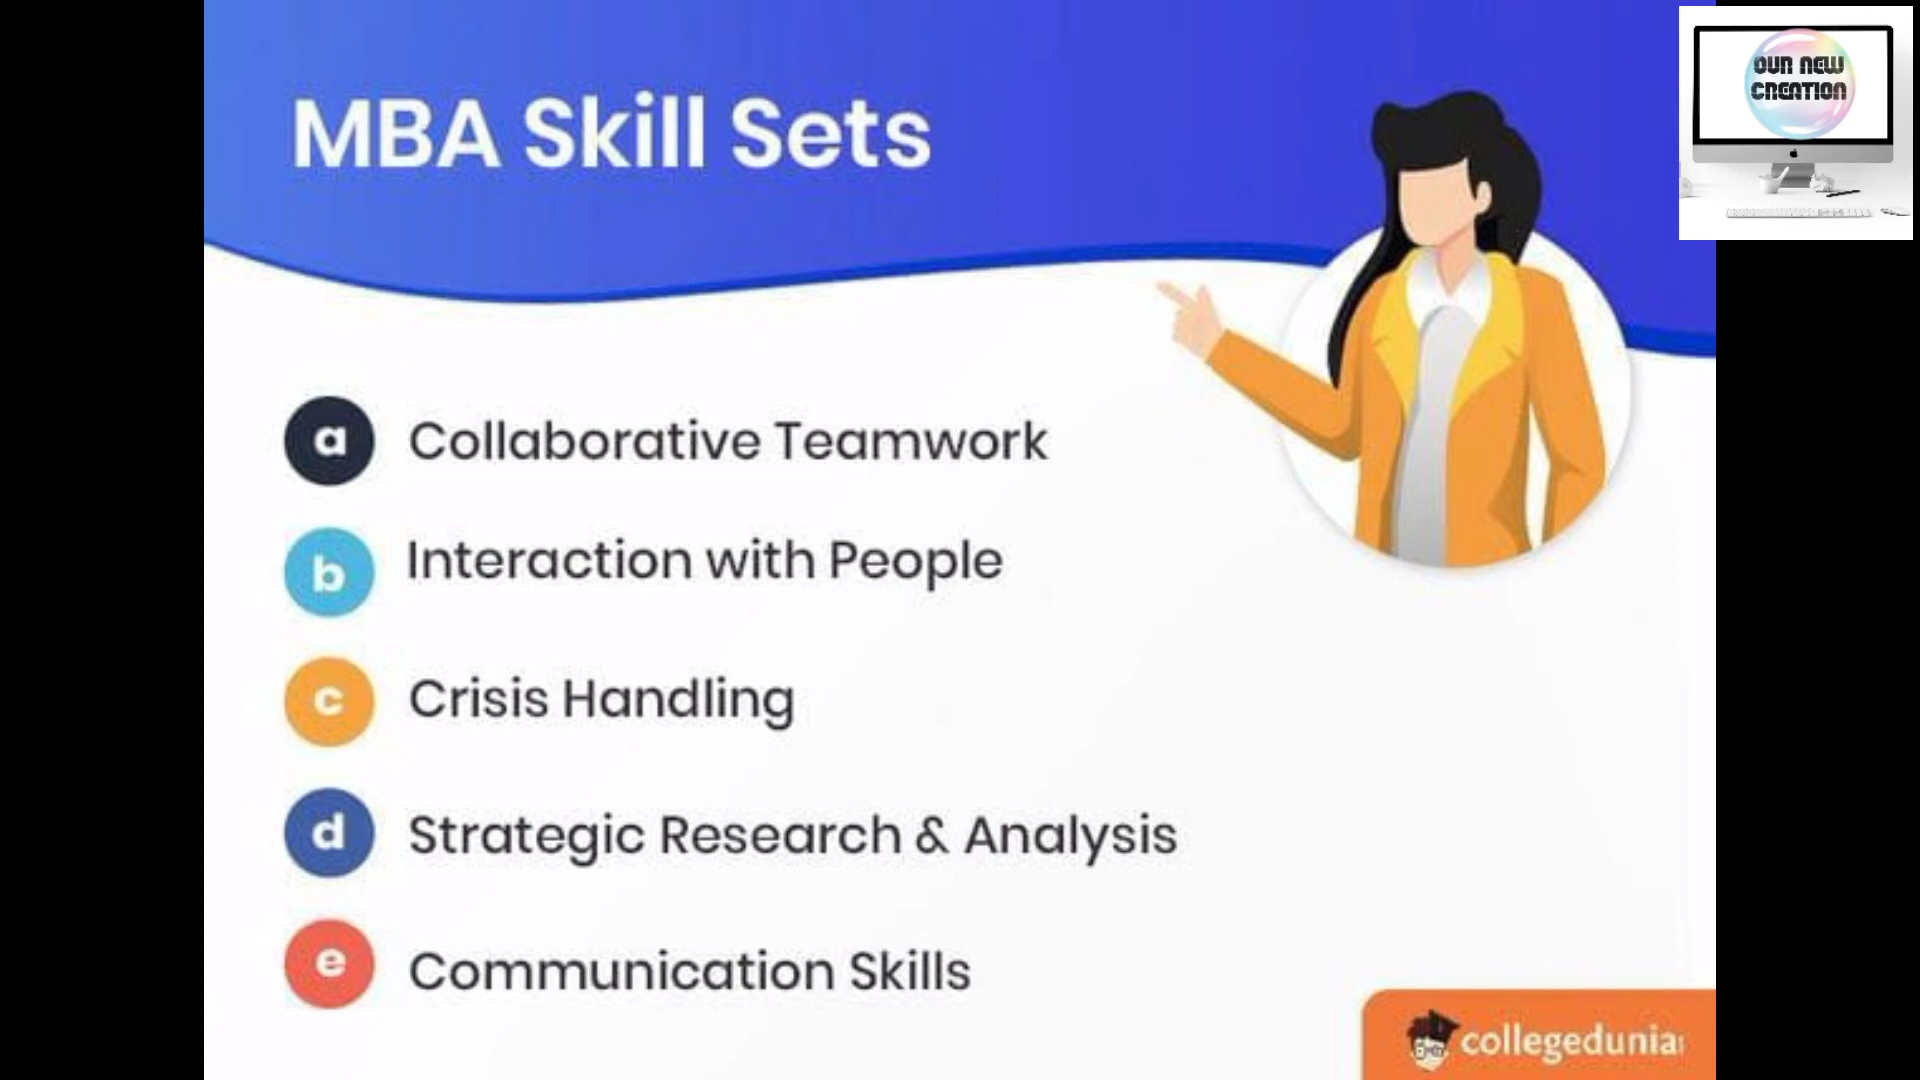 MBA Skill Sets
OUR NEW
CREATION
a Collaborative Teamwork
b Interaction with People
c Crisis Handling
d Strategic Research & Analysis
e Communication Skills
collegedunia